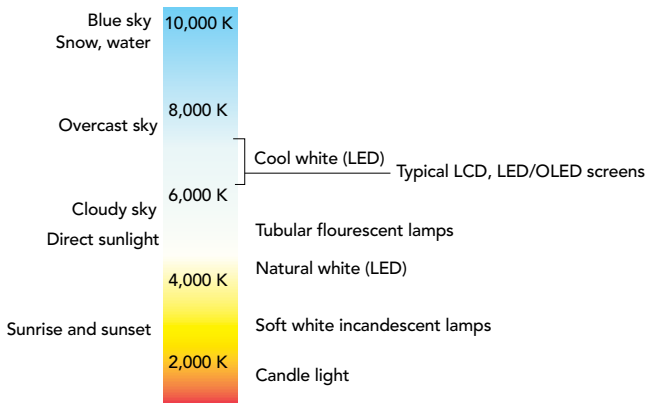 Blue sky
Snow, water
10,000 K
8,000 K
Overcast sky
Cool white (LED)
Typical LCD, LED/OLED screens
6,000 K
Cloudy sky
Direct sunlight
Tubular flourescent lamps
Natural white (LED)
4,000 K
Sunrise and sunset
Soft white incandescent lamps
2,000 K
Candle light